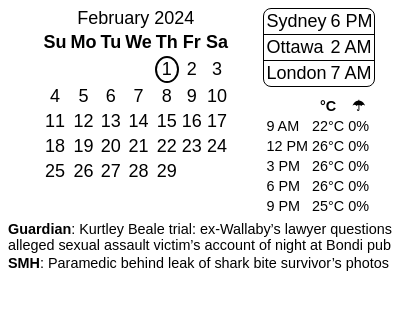 February 2024
Su Mo Tu We Th Fr Sa
1 2 3
4 5 6 7 8 9 10
11 12 13 14 15 16 17
18 19 20 21 22 23 24
25 26 27 28 29
Sydney 6 PM
Ottawa 2 AM
London 7 AM
°C ☂
9 AM 22°C 0%
12 PM 26°C 0%
3 PM 26°C 0%
6 PM 26°C 0%
9 PM 25°C 0%
Guardian: Kurtley Beale trial: ex-Wallaby’s lawyer questions
alleged sexual assault victim’s account of night at Bondi pub
SMH: Paramedic behind leak of shark bite survivor’s photos